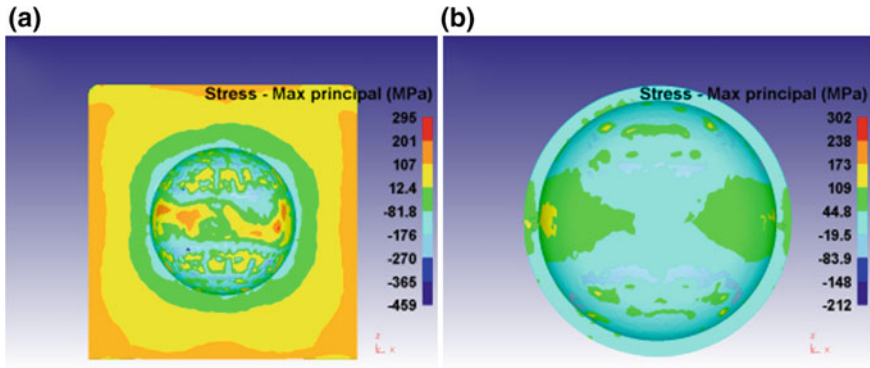 (a)
Stress - Max principal (MPa)
295
201
107
12.4
-81.8
-176
-270
-365
-459
z
x
(b)
Stress - Max principal (MPa)
302
238
173
109
44.8
-19.5
-83.9
-148
-212
z
x